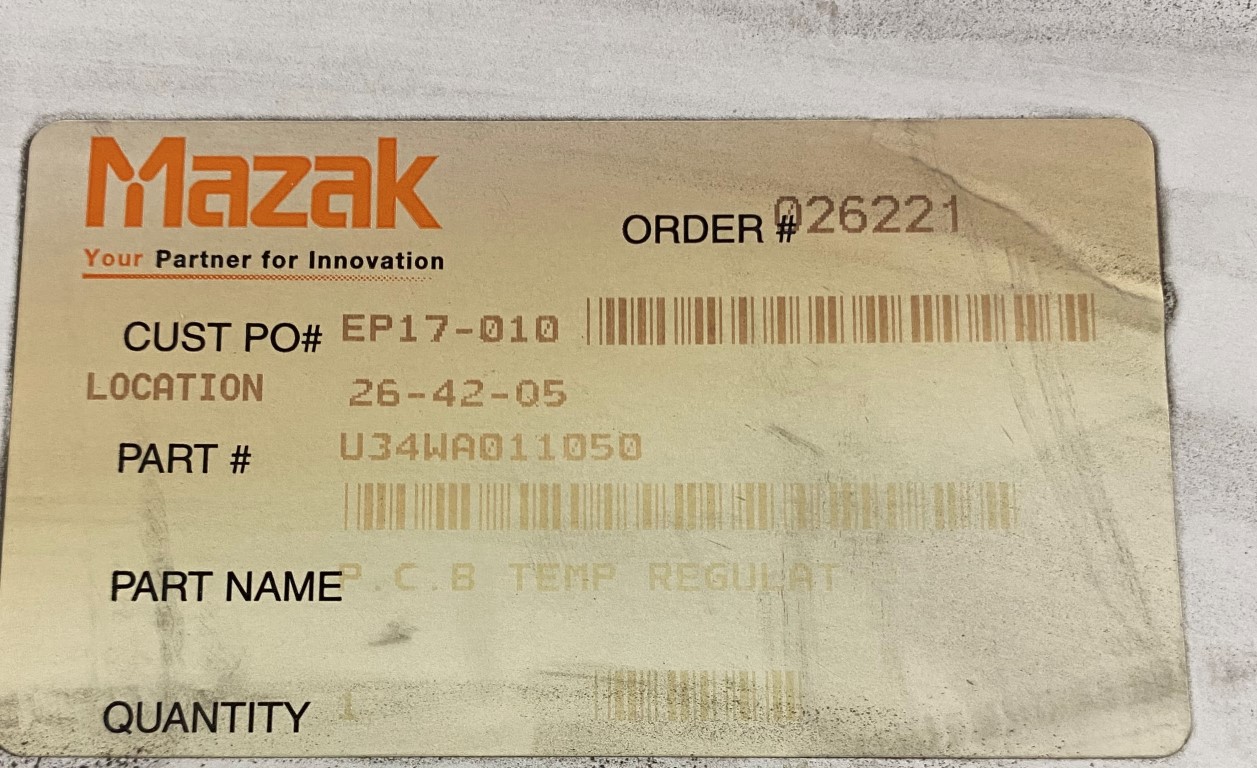 Mazak
Your Partner for Innovation
ORDER # 026221
CUST PO# EP17-010
LOCATION 26-42-05
PART # U34WA011050
PART NAME P.C.B TEMP REGULAT
QUANTITY 1